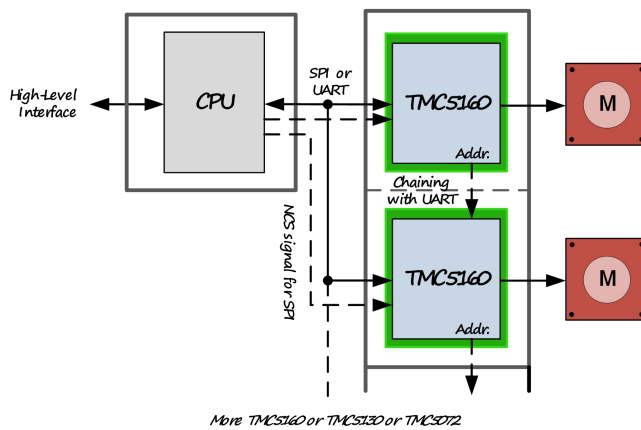 High-Level
Interface
CPU
SPI or
UART
TMC5160
Addr.
M
Chaining
with UART
NCS signal for SPI
TMC5160
Addr.
M
More TMC5160 or TMC5130 or TMC5072